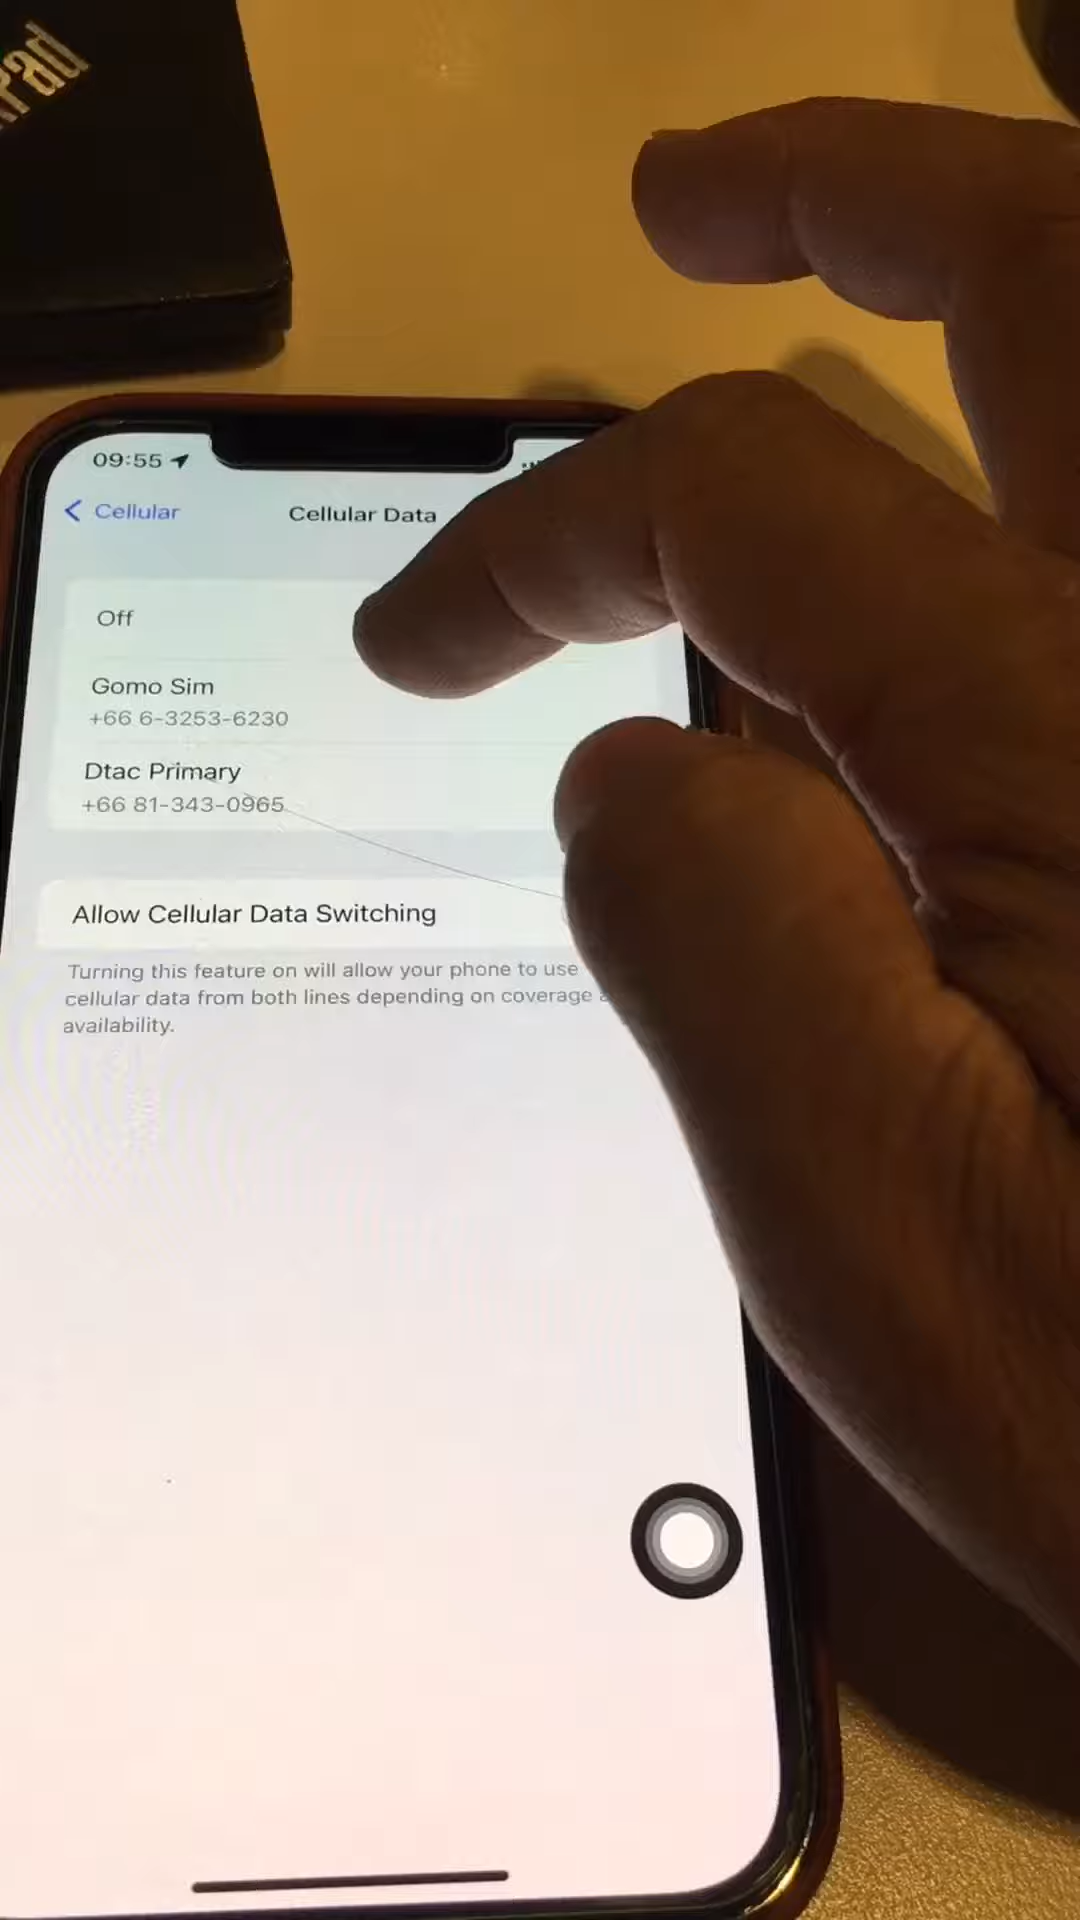 Pad
09:55
Cellular
Cellular Data
Off
Gomo Sim
+66 6-3253-6230
Dtac Primary
+66 81-343-0965
Allow Cellular Data Switching
Turning this feature on will allow your phone to use
cellular data from both lines depending on coverage
availability.